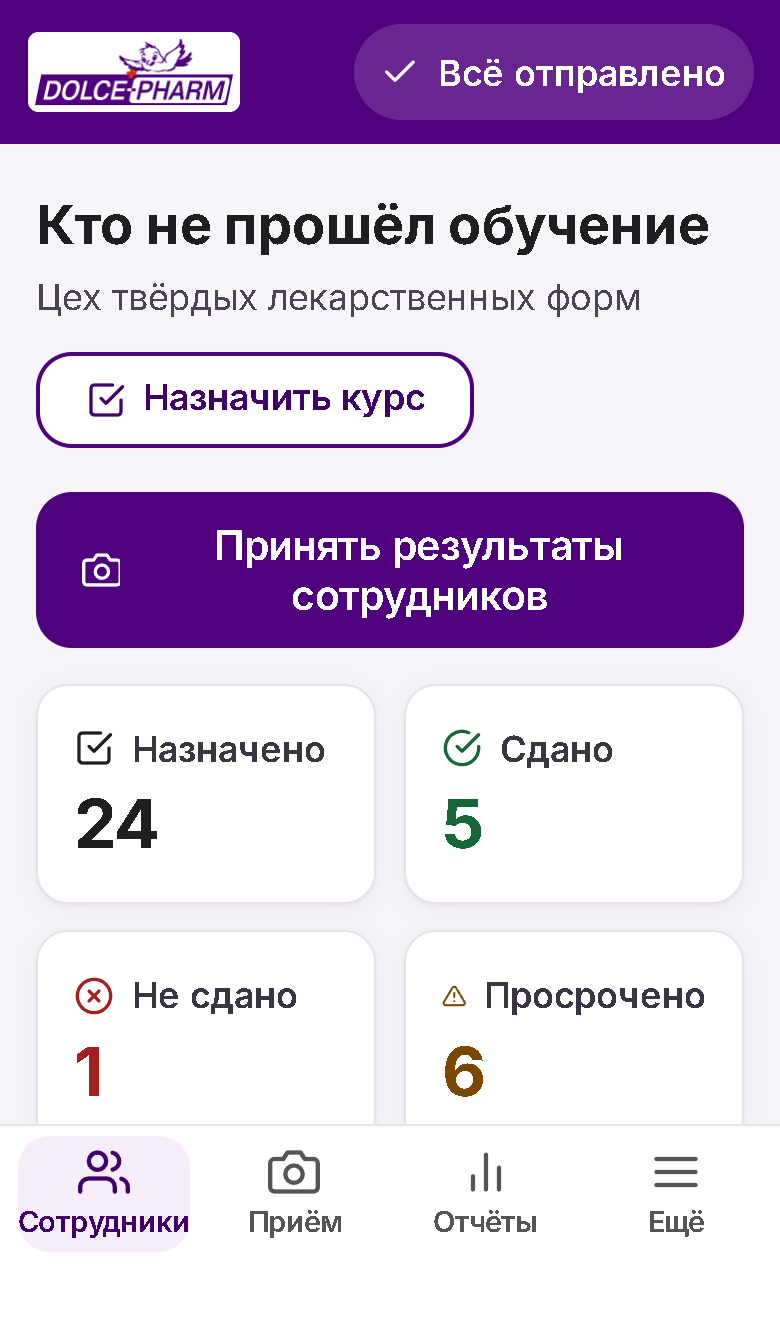 DOLCE-PHARM
Всё отправлено
Кто не прошёл обучение
Цех твёрдых лекарственных форм
Назначить курс
Принять результаты
сотрудников
Назначено
24
Сдано
5
Не сдано
1
Просрочено
6
Сотрудники
Приём
Отчёты
Ещё